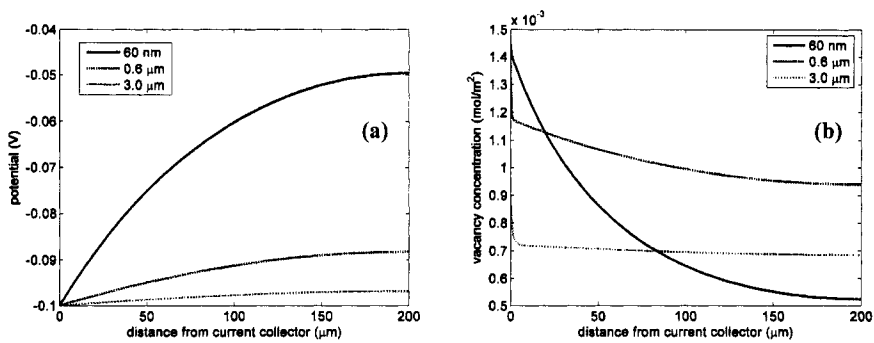 -0.04
-0.05
-0.06
-0.07
-0.08
-0.09
-0.1
0
50
100
150
200
potential (V)
distance from current collector (μm)
60 nm
0.6 μm
3.0 μm
(a)
x 10⁻³
1.5
1.4
1.3
1.2
1.1
1
0.9
0.8
0.7
0.6
0.5
0
50
100
150
200
vacancy concentration (mol/m²)
distance from current collector (μm)
60 nm
0.6 μm
3.0 μm
(b)